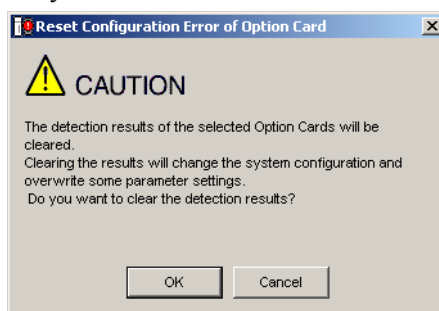 Reset Configuration Error of Option Card
CAUTION
The detection results of the selected Option Cards will be
cleared.
Clearing the results will change the system configuration and
overwrite some parameter settings.
Do you want to clear the detection results?
OK
Cancel